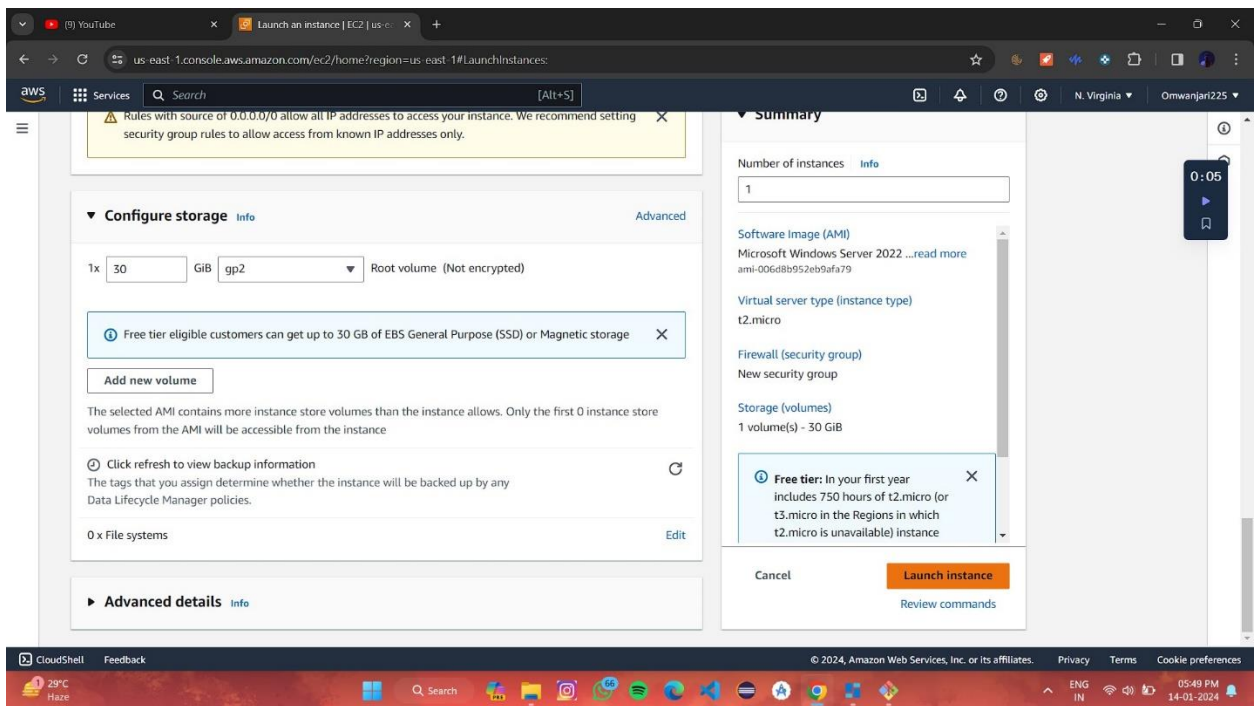 (9) YouTube
Launch an instance | EC2 | us-ea
us-east-1.console.aws.amazon.com/ec2/home?region=us-east-1#LaunchInstances:
aws
Services
Search
[Alt+S]
N. Virginia
Omwanjari225
Rules with source of 0.0.0.0/0 allow all IP addresses to access your instance. We recommend setting
security group rules to allow access from known IP addresses only.
Configure storage Info
Advanced
1x 30 GiB gp2 Root volume (Not encrypted)
Free tier eligible customers can get up to 30 GB of EBS General Purpose (SSD) or Magnetic storage
Add new volume
The selected AMI contains more instance store volumes than the instance allows. Only the first 0 instance store
volumes from the AMI will be accessible from the instance
Click refresh to view backup information
The tags that you assign determine whether the instance will be backed up by any
Data Lifecycle Manager policies.
0 x File systems
Edit
Advanced details Info
Summary
Number of instances Info
1
Software Image (AMI)
Microsoft Windows Server 2022 ...read more
ami-006d8b952eb9afa79
Virtual server type (instance type)
t2.micro
Firewall (security group)
New security group
Storage (volumes)
1 volume(s) - 30 GiB
Free tier: In your first year
includes 750 hours of t2.micro (or
t3.micro in the Regions in which
t2.micro is unavailable) instance
Cancel
Launch instance
Review commands
0:05
CloudShell
Feedback
© 2024, Amazon Web Services, Inc. or its affiliates.
Privacy
Terms
Cookie preferences
1
29°C
Haze
Search
66
ENG
IN
05:49 PM
14-01-2024